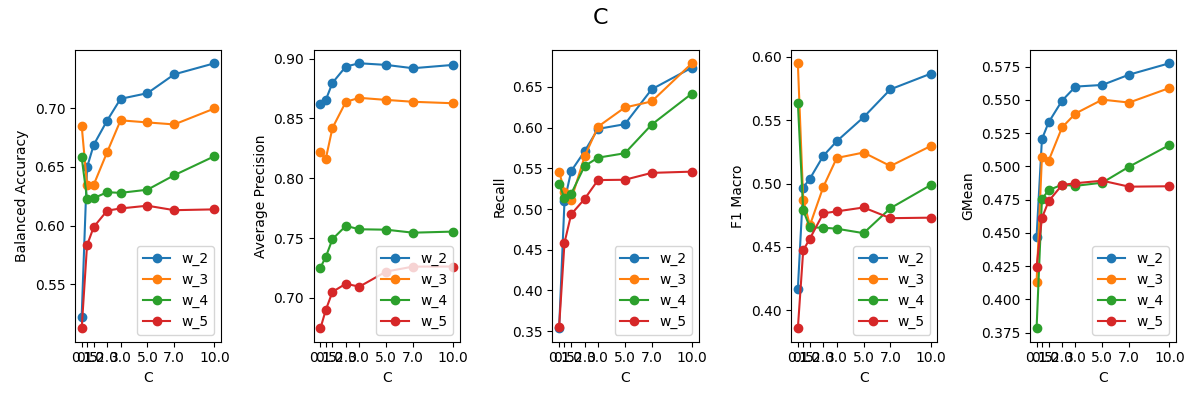 C
Balanced Accuracy
0.70
0.65
0.60
0.55
w_2
w_3
w_4
w_5
5.0 7.0 10.0
C
Average Precision
0.90
0.85
0.80
0.75
0.70
w_2
w_3
w_4
w_5
5.0 7.0 10.0
C
Recall
0.65
0.60
0.55
0.50
0.45
0.40
0.35
w_2
w_3
w_4
w_5
5.0 7.0 10.0
C
F1 Macro
0.60
0.55
0.50
0.45
0.40
w_2
w_3
w_4
w_5
5.0 7.0 10.0
C
GMean
0.575
0.550
0.525
0.500
0.475
0.450
0.425
0.400
0.375
w_2
w_3
w_4
w_5
5.0 7.0 10.0
C